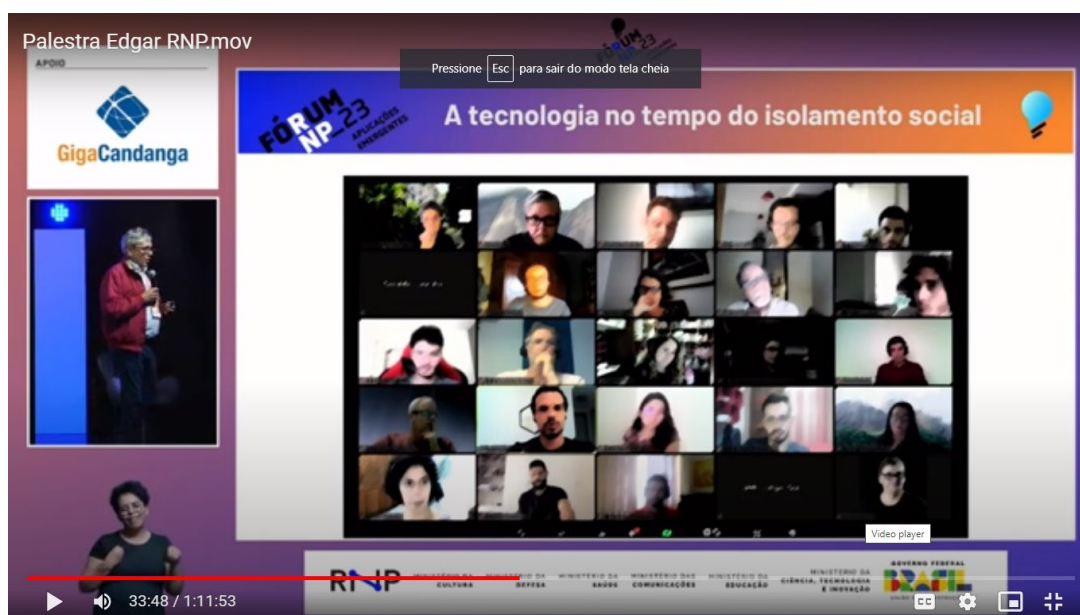 Palestra Edgar RNP.mov
Pressione Esc para sair do modo tela cheia
APOIO
GigaCandanga
FÓRUM
NP_23
APLICAÇÕES
EMERGENTES
A tecnologia no tempo do isolamento social
Video player
RNP
MINISTÉRIO DA
CULTURA
MINISTÉRIO DA
DEFESA
MINISTÉRIO DA
SAÚDE
MINISTÉRIO DAS
COMUNICAÇÕES
MINISTÉRIO DA
EDUCAÇÃO
MINISTÉRIO DA
CIÊNCIA, TECNOLOGIA
E INOVAÇÃO
GOVERNO FEDERAL
BRASIL
33:48 / 1:11:53
CC